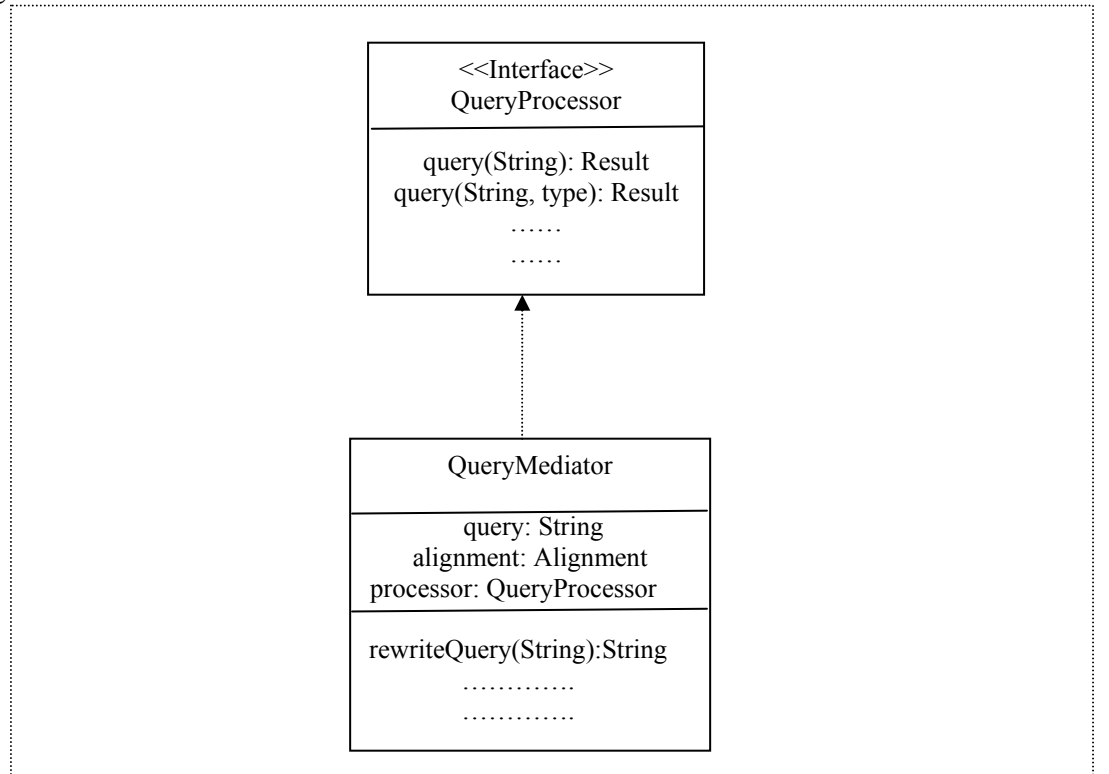 <<Interface>>
QueryProcessor
query(String): Result
query(String, type): Result
……
……
QueryMediator
query: String
alignment: Alignment
processor: QueryProcessor
rewriteQuery(String):String
………….
………….